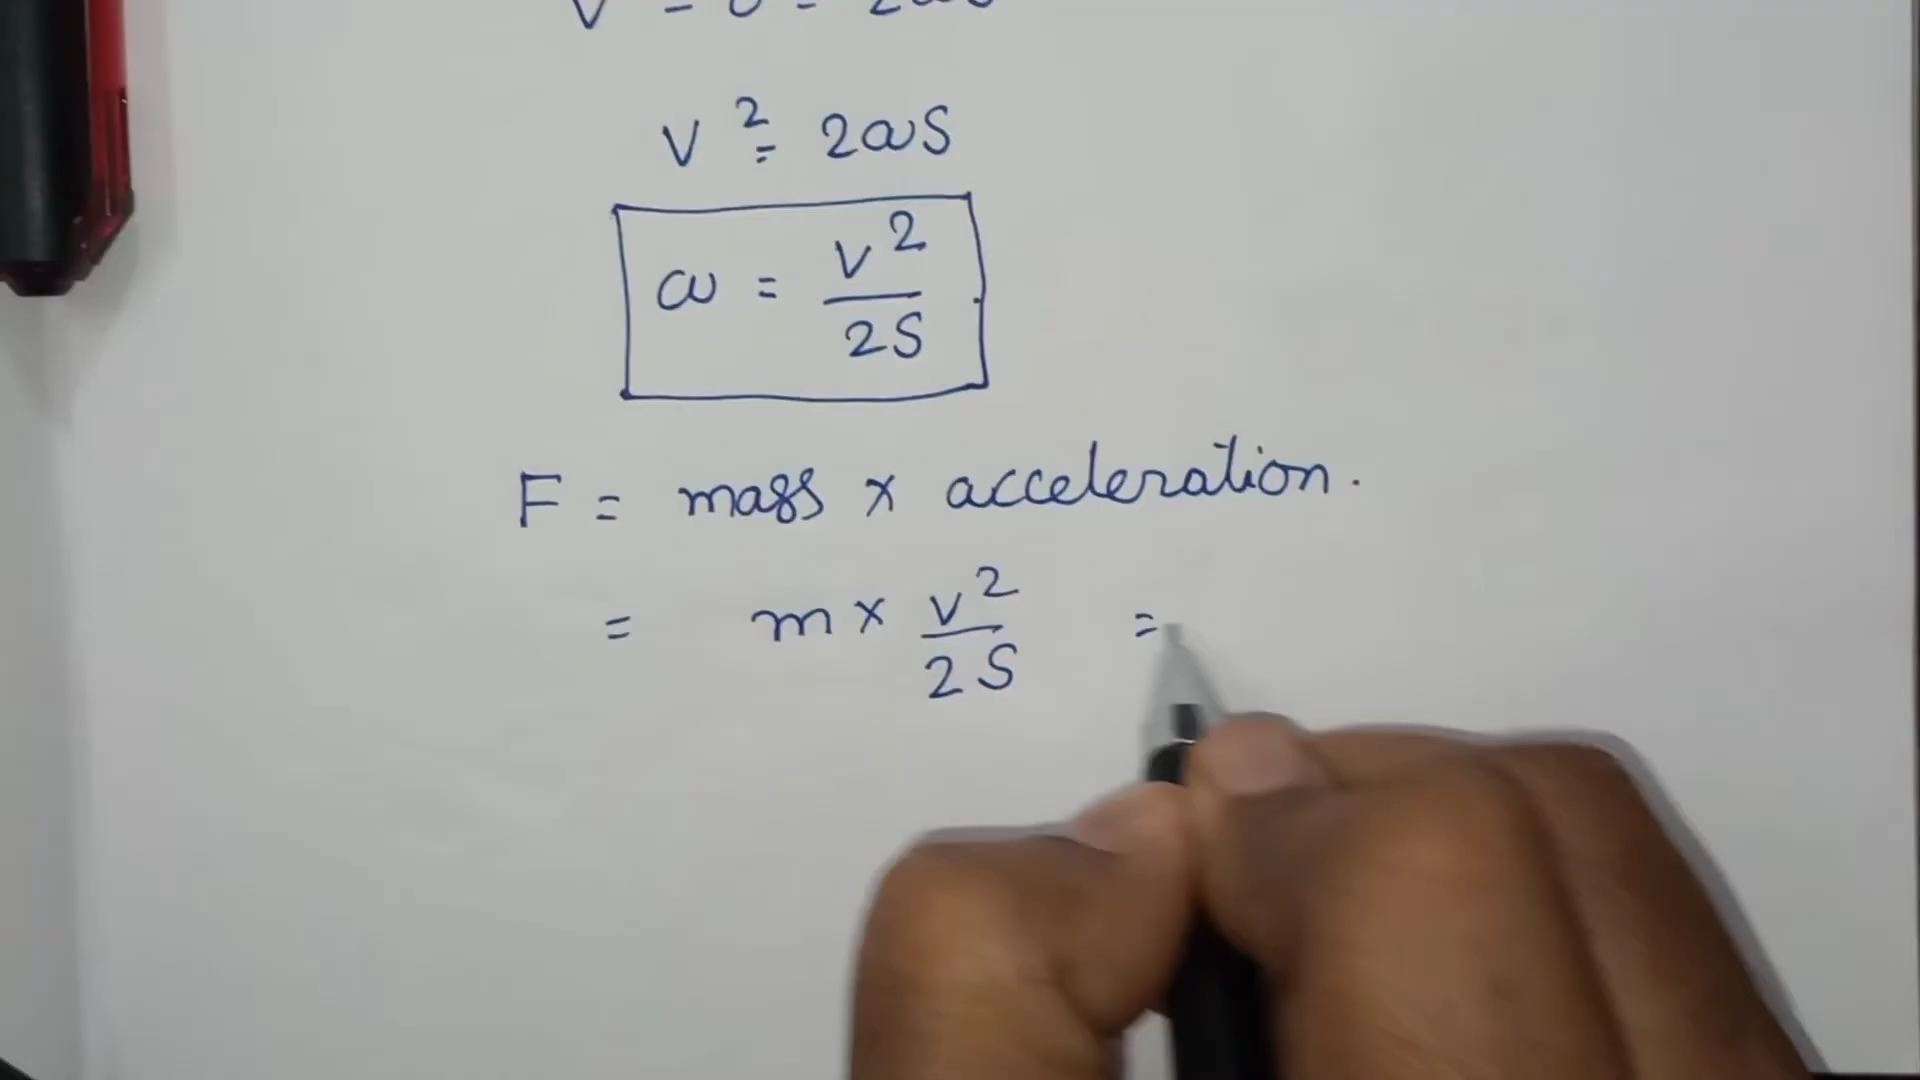 V² = 2aS
a = v²/2S
F = mass × acceleration.
= m × v²/2S =